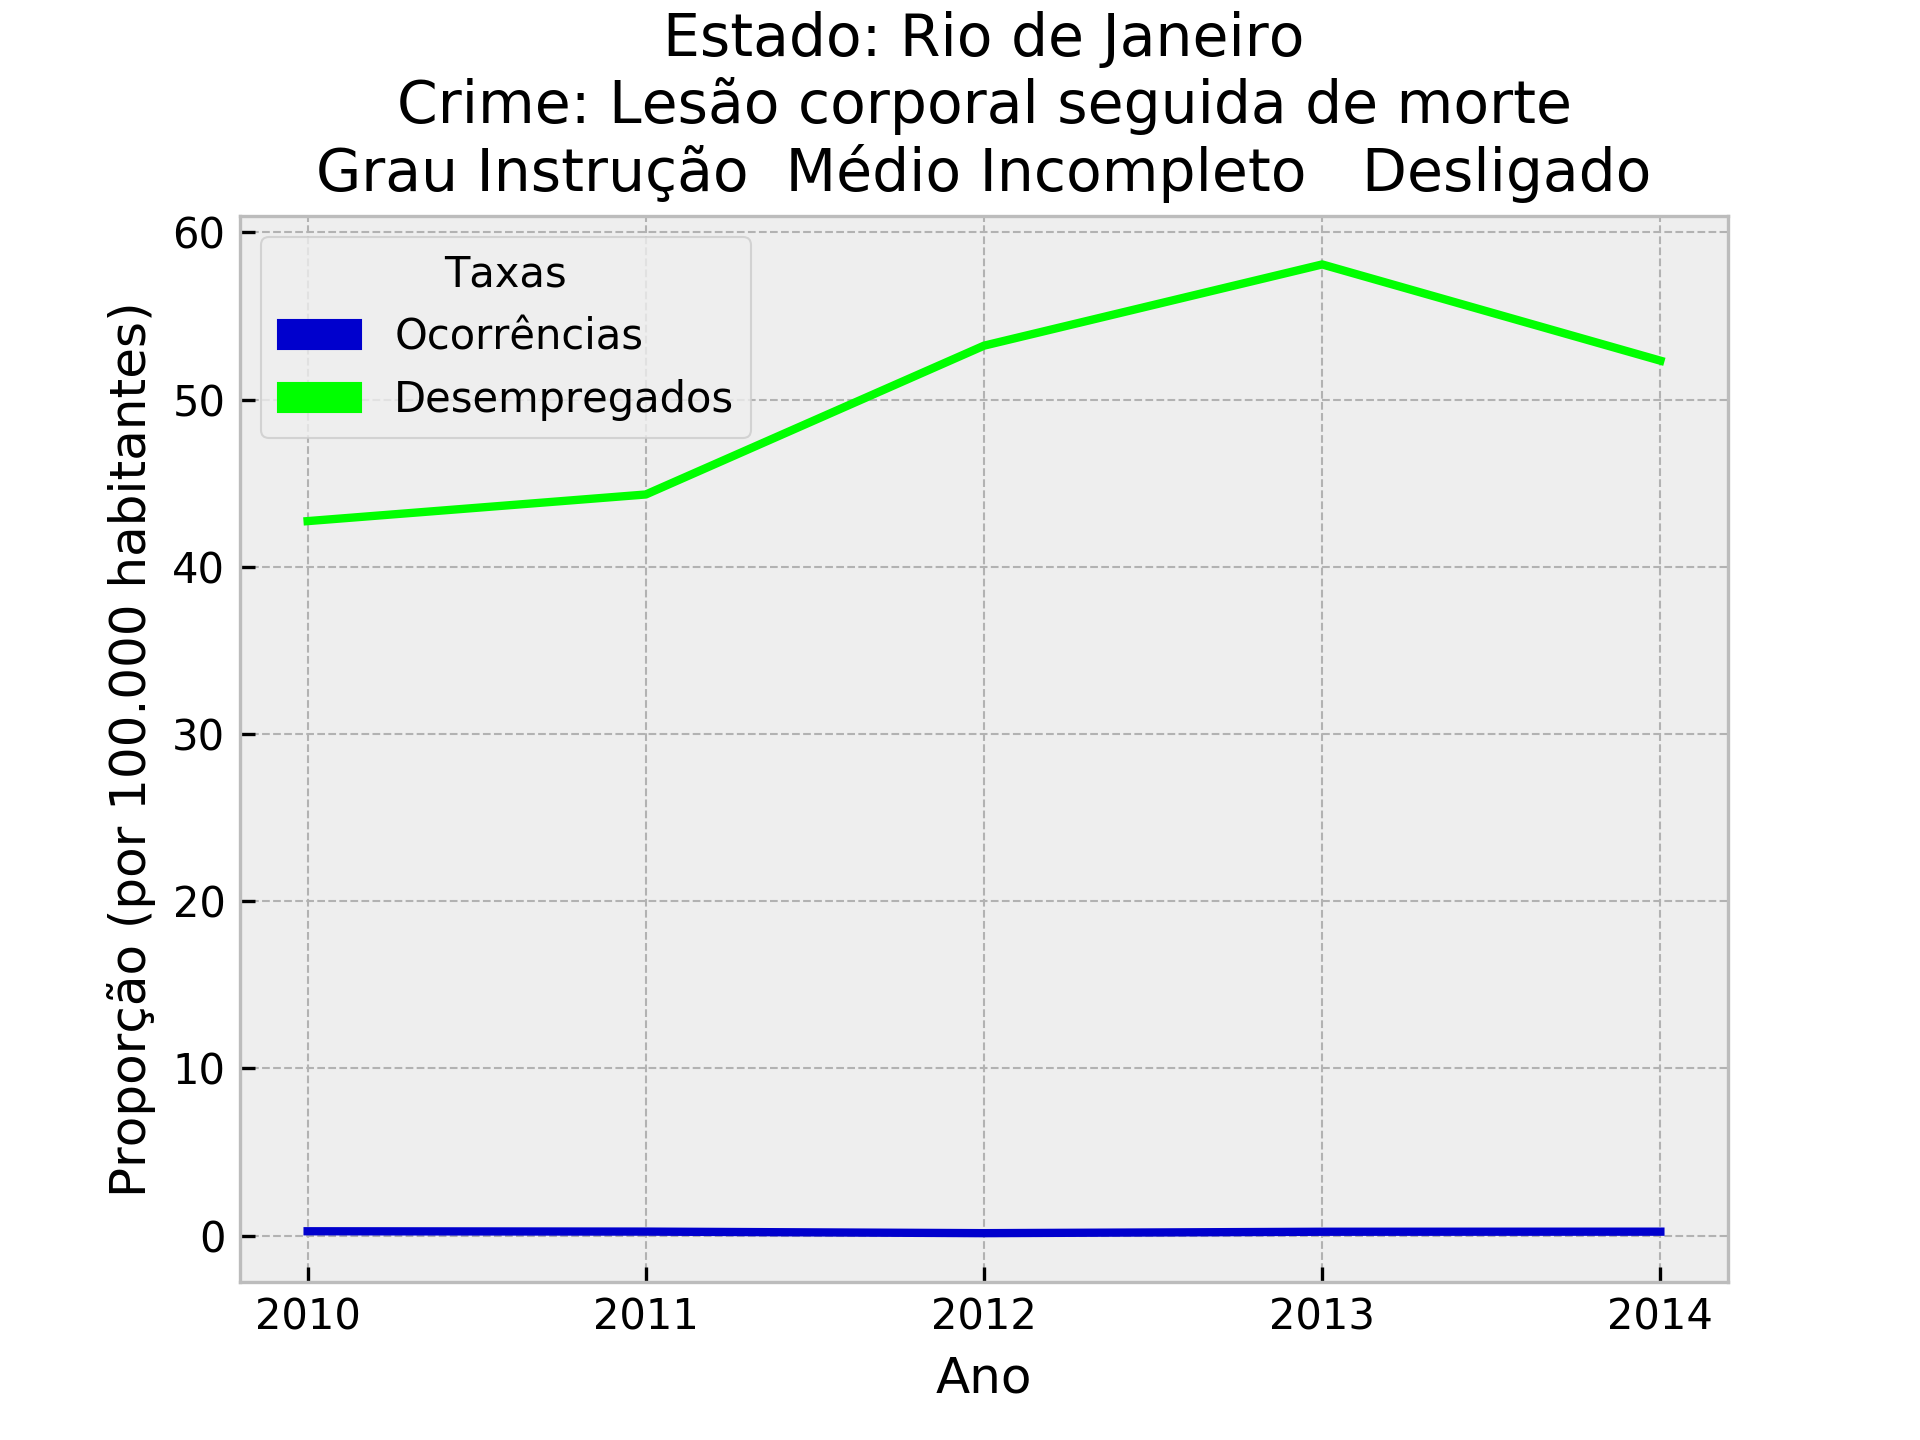 Estado: Rio de Janeiro
Crime: Lesão corporal seguida de morte
Grau Instrução  Médio Incompleto   Desligado
Taxas
Ocorrências
Desempregados
Proporção (por 100.000 habitantes)
60
50
40
30
20
10
0
2010 2011 2012 2013 2014
Ano